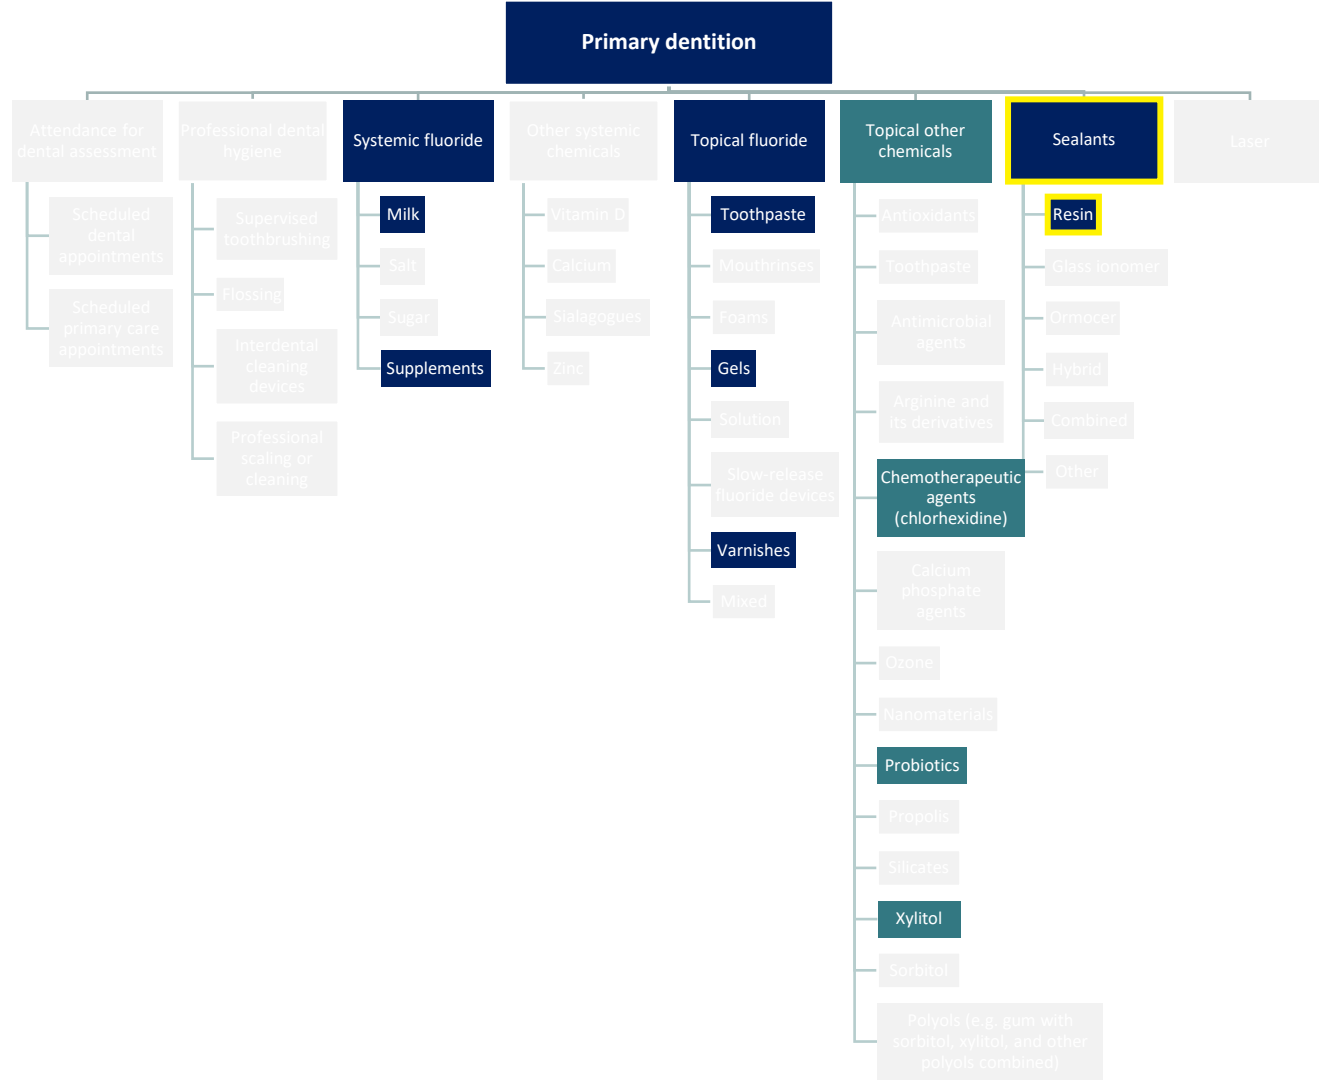 Primary dentition
Attendance for
dental assessment
Scheduled
dental
appointments
Scheduled
primary care
appointments
Professional dental
hygiene
Supervised
toothbrushing
Flossing
Interdental
cleaning
devices
Professional
scaling or
cleaning
Systemic fluoride
Milk
Salt
Sugar
Supplements
Other systemic
chemicals
Vitamin D
Calcium
Sialagogues
Zinc
Topical fluoride
Toothpaste
Mouthrinses
Foams
Gels
Solution
Slow-release
fluoride devices
Varnishes
Mixed
Topical other
chemicals
Antioxidants
Toothpaste
Antimicrobial
agents
Arginine and
its derivatives
Chemotherapeutic
agents
(chlorhexidine)
Calcium
phosphate
agents
Ozone
Nanomaterials
Probiotics
Propolis
Silicates
Xylitol
Sorbitol
Polyols (e.g. gum with
sorbitol, xylitol, and other
polyols combined)
Sealants
Resin
Glass ionomer
Ormocer
Hybrid
Combined
Other
Laser